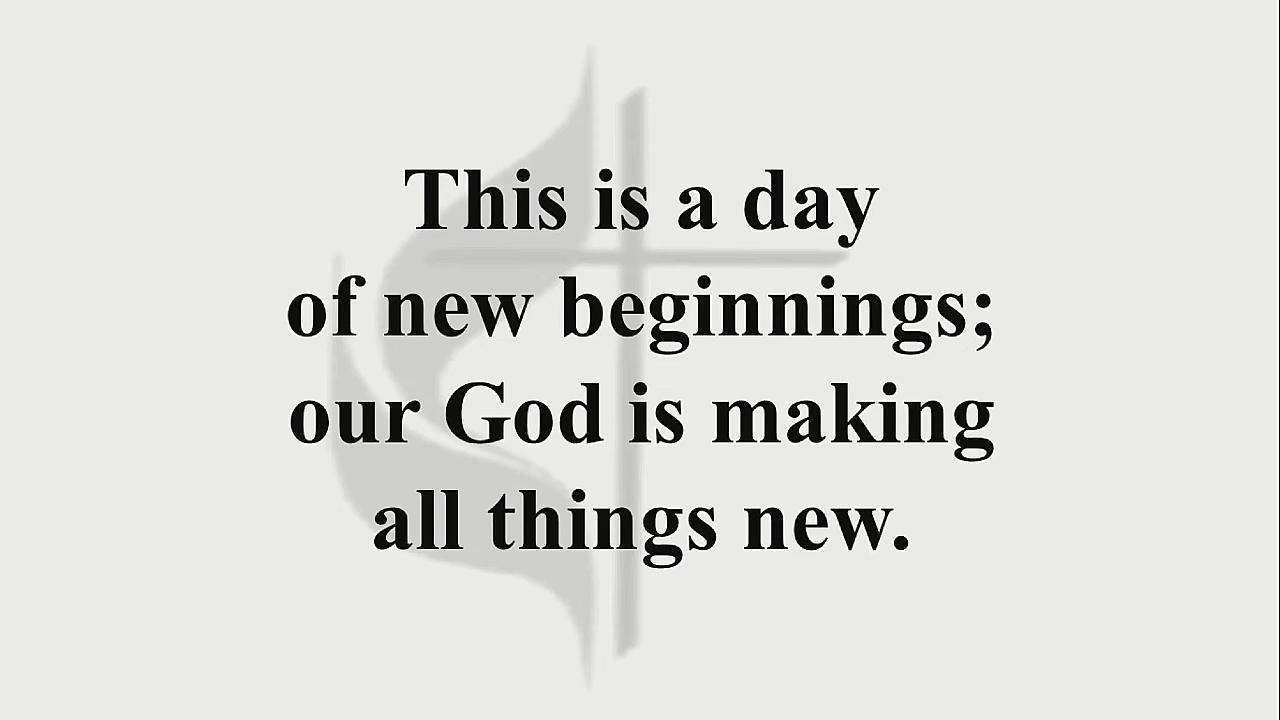 This is a day
of new beginnings;
our God is making
all things new.